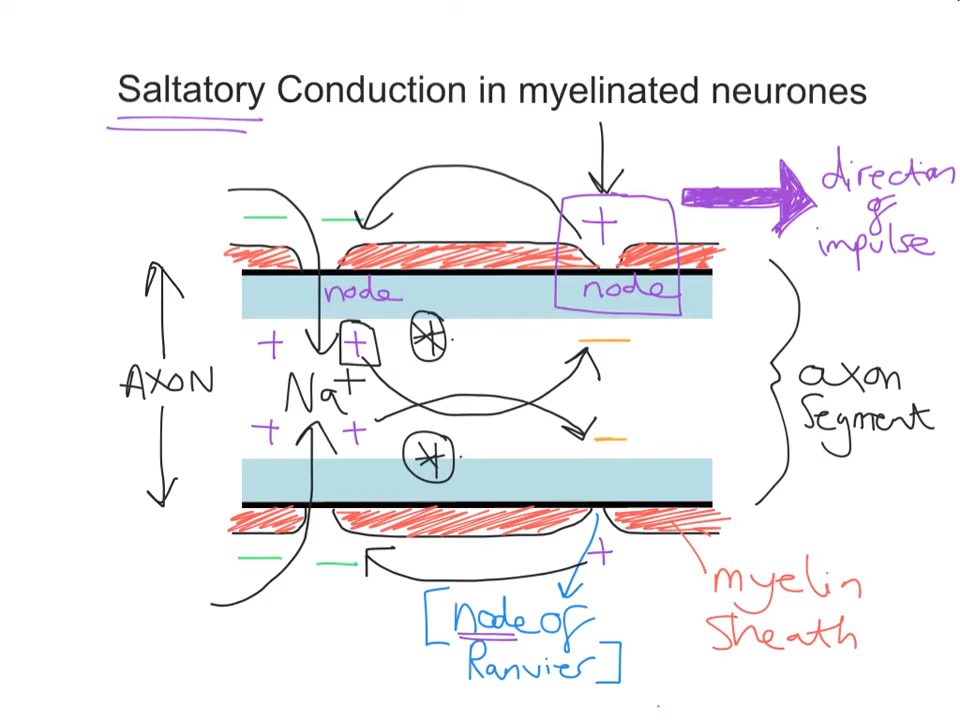 Saltatory Conduction in myelinated neurones
direction
of
impulse
node
node
AXON
Na+
axon
segment
[node of
Ranvier]
myelin
sheath